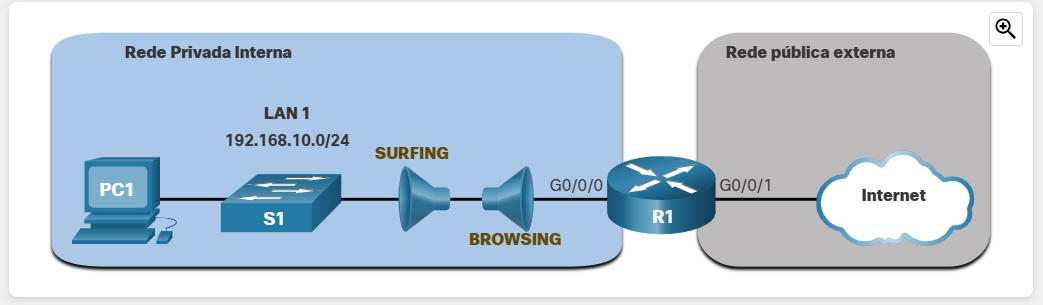 Rede Privada Interna
Rede pública externa
LAN 1
192.168.10.0/24
SURFING
PC1
G0/0/0
G0/0/1
Internet
S1
R1
BROWSING